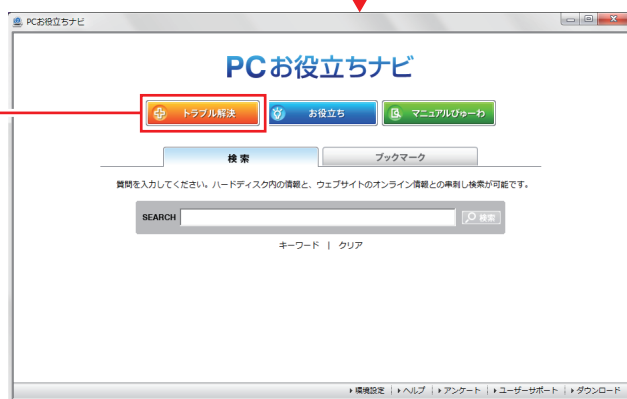 PCお役立ちナビ
PCお役立ちナビ
トラブル解決 お役立ち マニュアルびゅーわ
検索 ブックマーク
質問を入力してください。ハードディスク内の情報と、ウェブサイトのオンライン情報との串刺し検索が可能です。
SEARCH 検索
キーワード | クリア
環境設定 | ヘルプ | アンケート | ユーザーサポート | ダウンロード